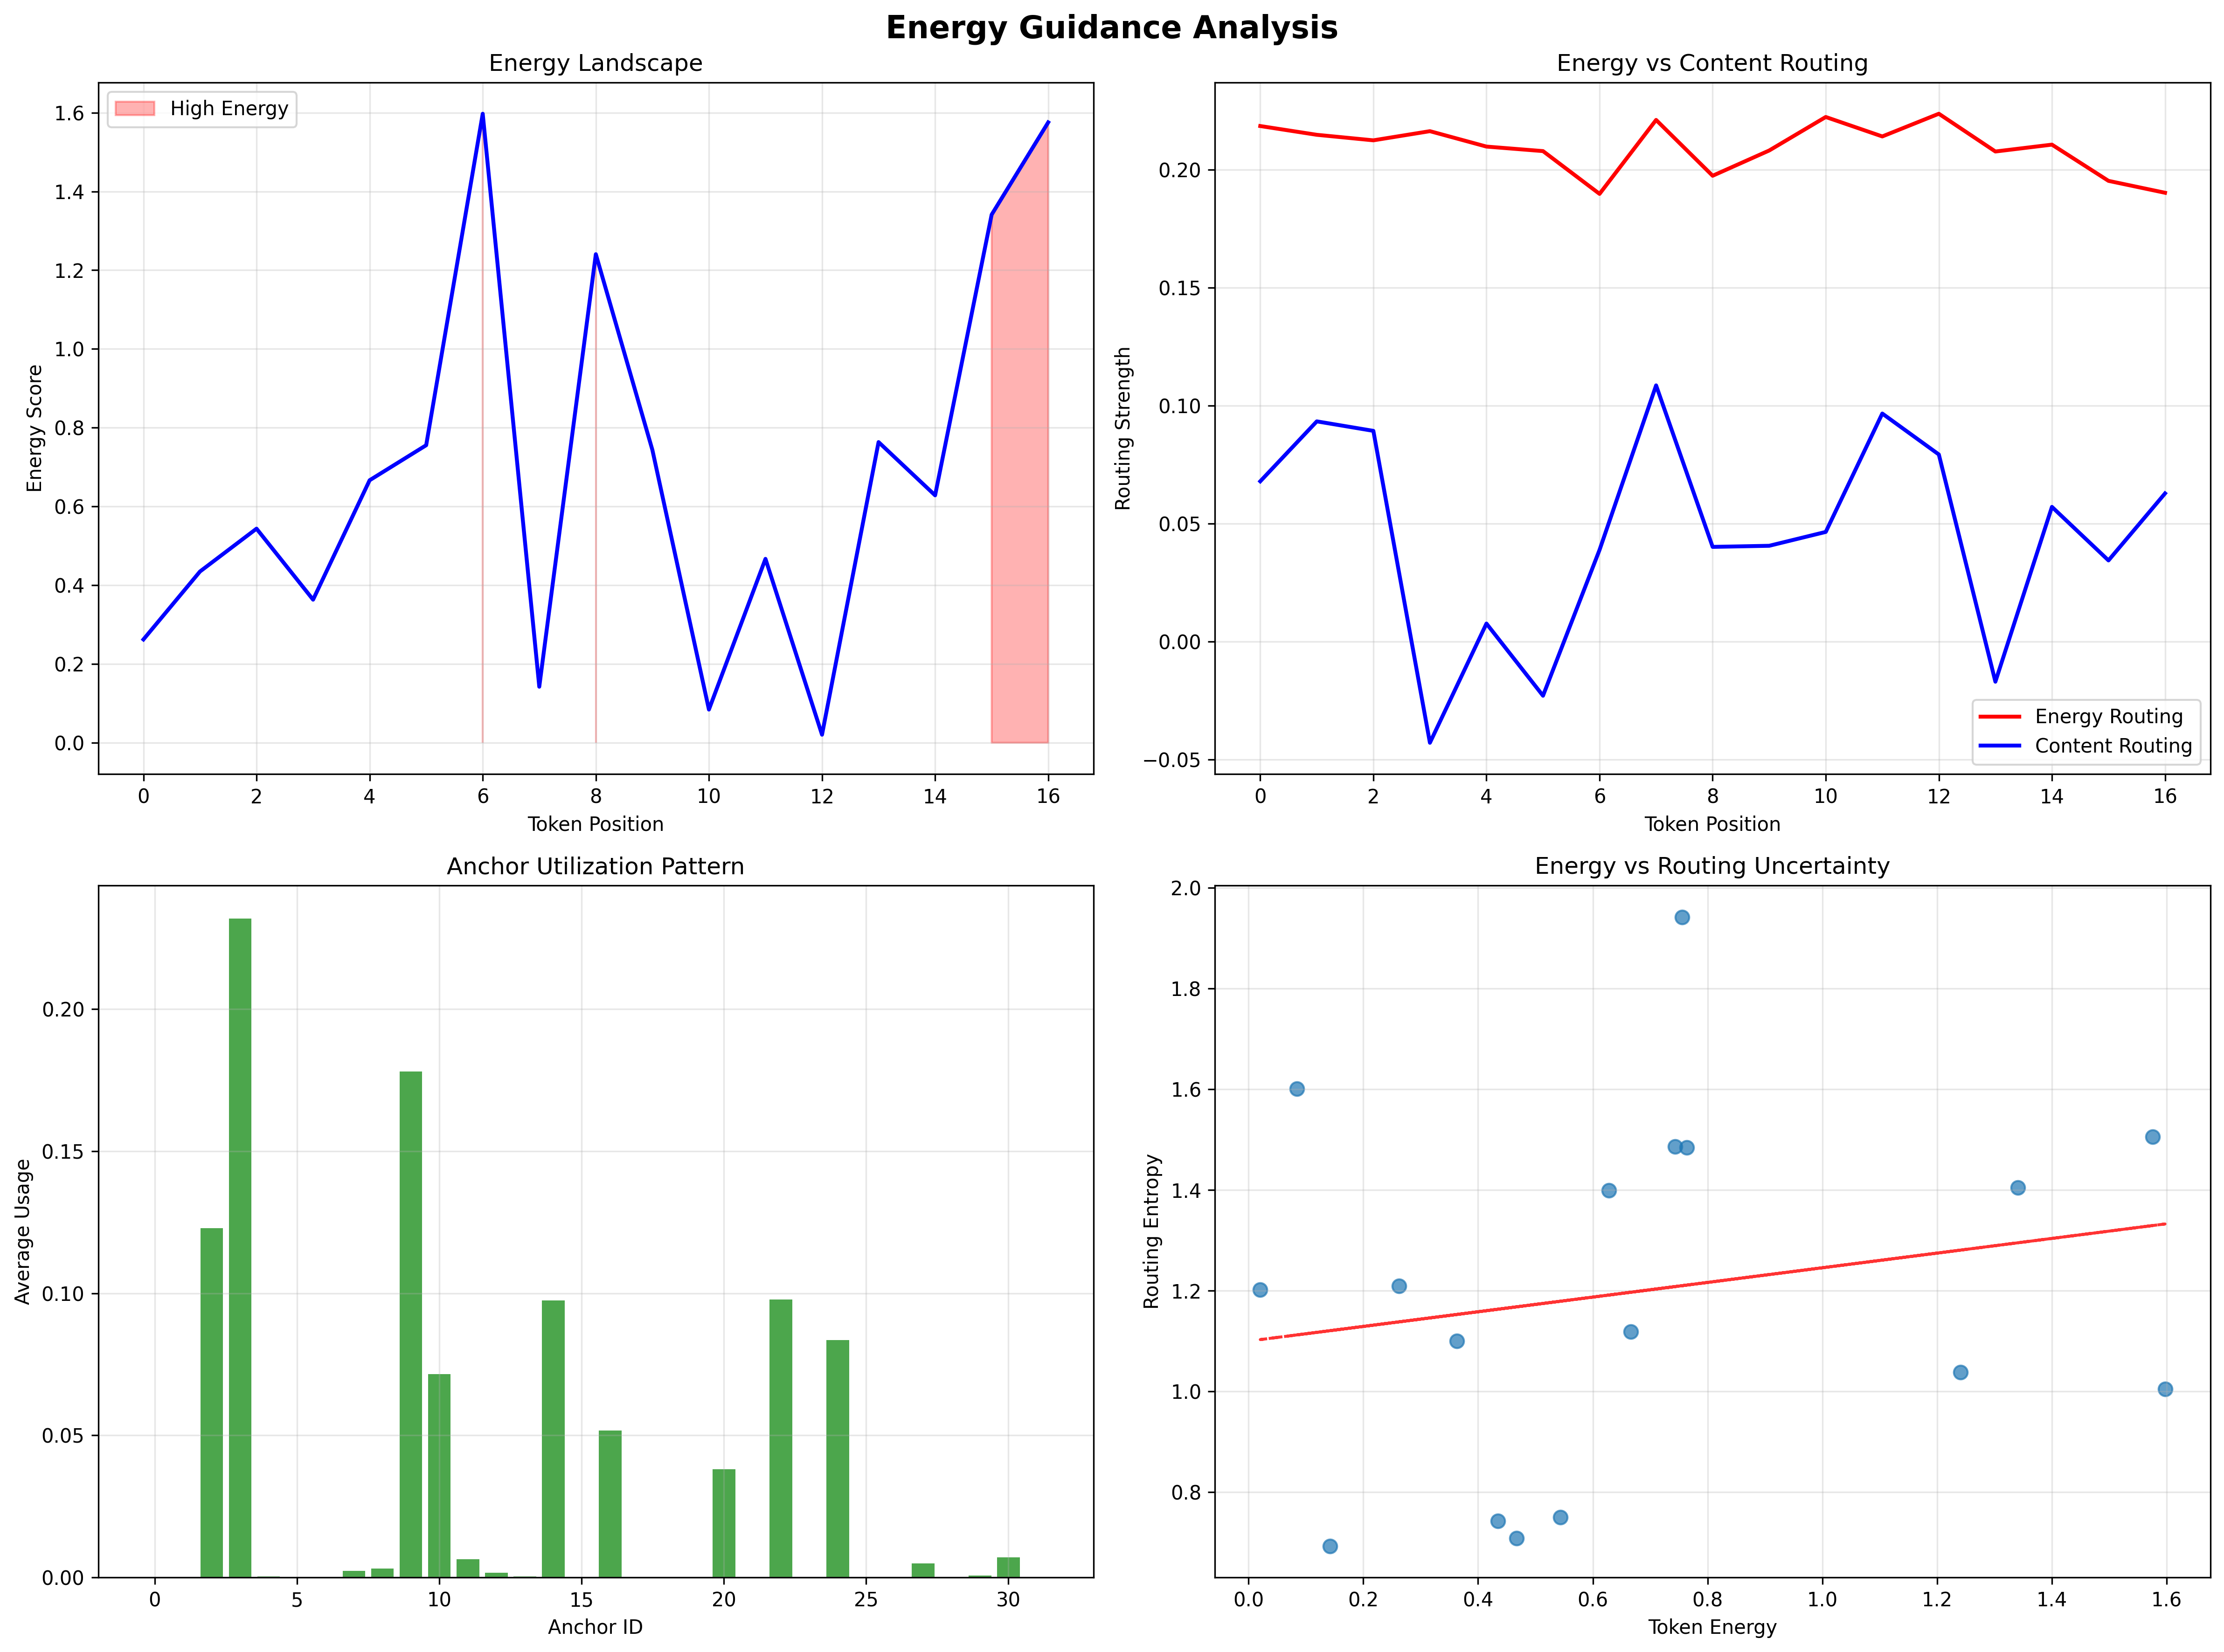 Energy Guidance Analysis
Energy Landscape
High Energy
1.6
1.4
1.2
1.0
0.8
0.6
0.4
0.2
0.0
Energy Score
0 2 4 6 8 10 12 14 16
Token Position
Energy vs Content Routing
0.20
0.15
0.10
0.05
0.00
−0.05
Routing Strength
Energy Routing
Content Routing
0 2 4 6 8 10 12 14 16
Token Position
Anchor Utilization Pattern
0.20
0.15
0.10
0.05
0.00
Average Usage
0 5 10 15 20 25 30
Anchor ID
Energy vs Routing Uncertainty
2.0
1.8
1.6
1.4
1.2
1.0
0.8
Routing Entropy
0.0 0.2 0.4 0.6 0.8 1.0 1.2 1.4 1.6
Token Energy